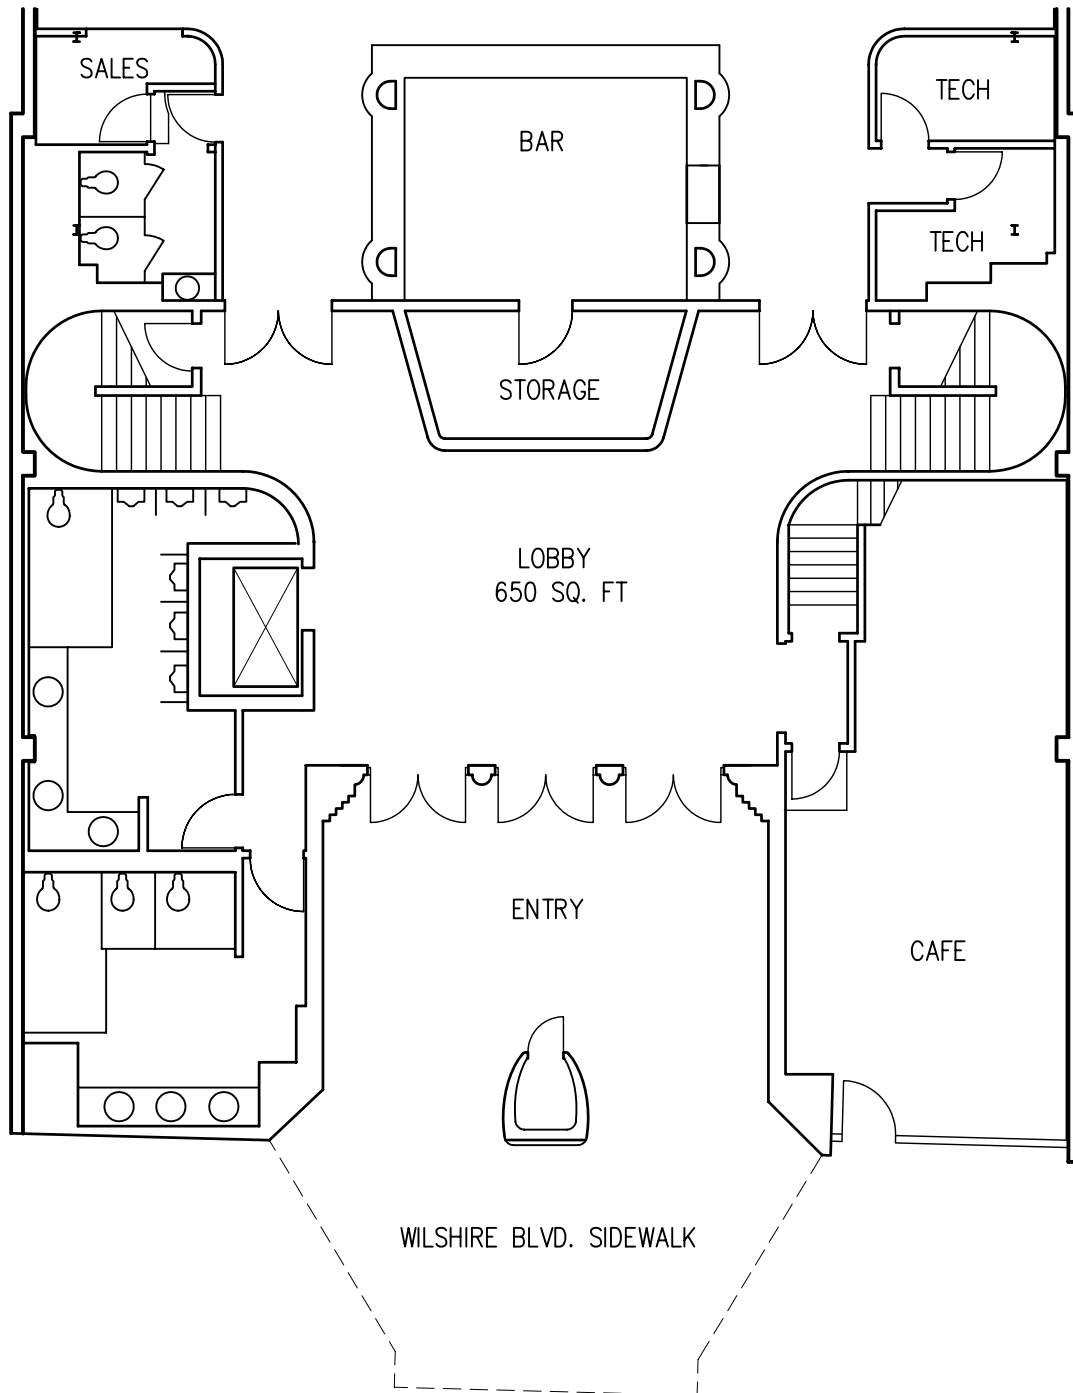 SALES
TECH
BAR
TECH
STORAGE
LOBBY
650 SQ. FT
ENTRY
CAFE
WILSHIRE BLVD. SIDEWALK